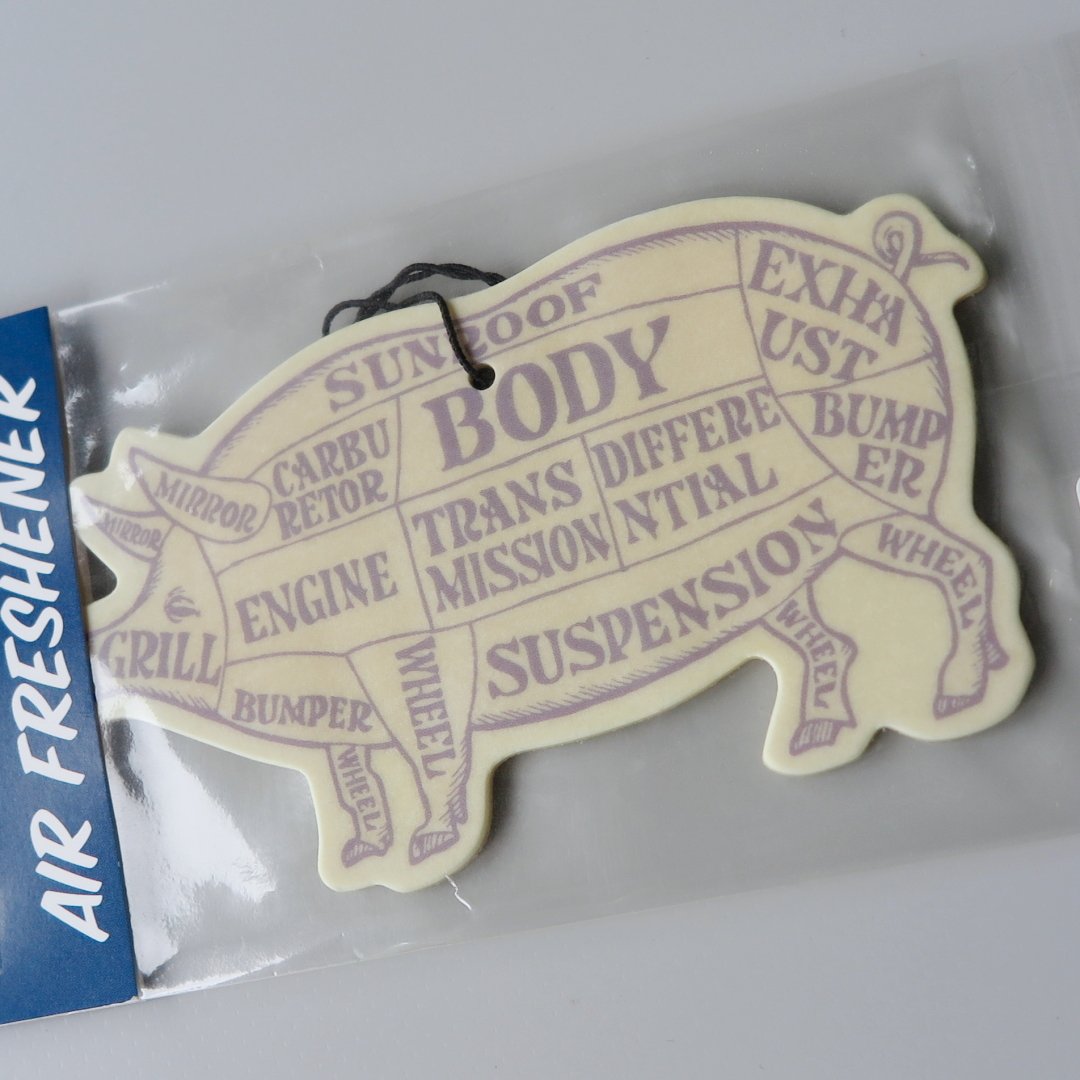 AIR FRESHENER
SUNROOF
EXHA
UST
BODY
BUMP
ER
CARBU
RETOR
MIRROR
MIRROR
TRANS
MISSION
DIFFERE
NTIAL
ENGINE
SUSPENSION
GRILL
BUMPER
WHEEL
WHEEL
WHEEL
WHEEL